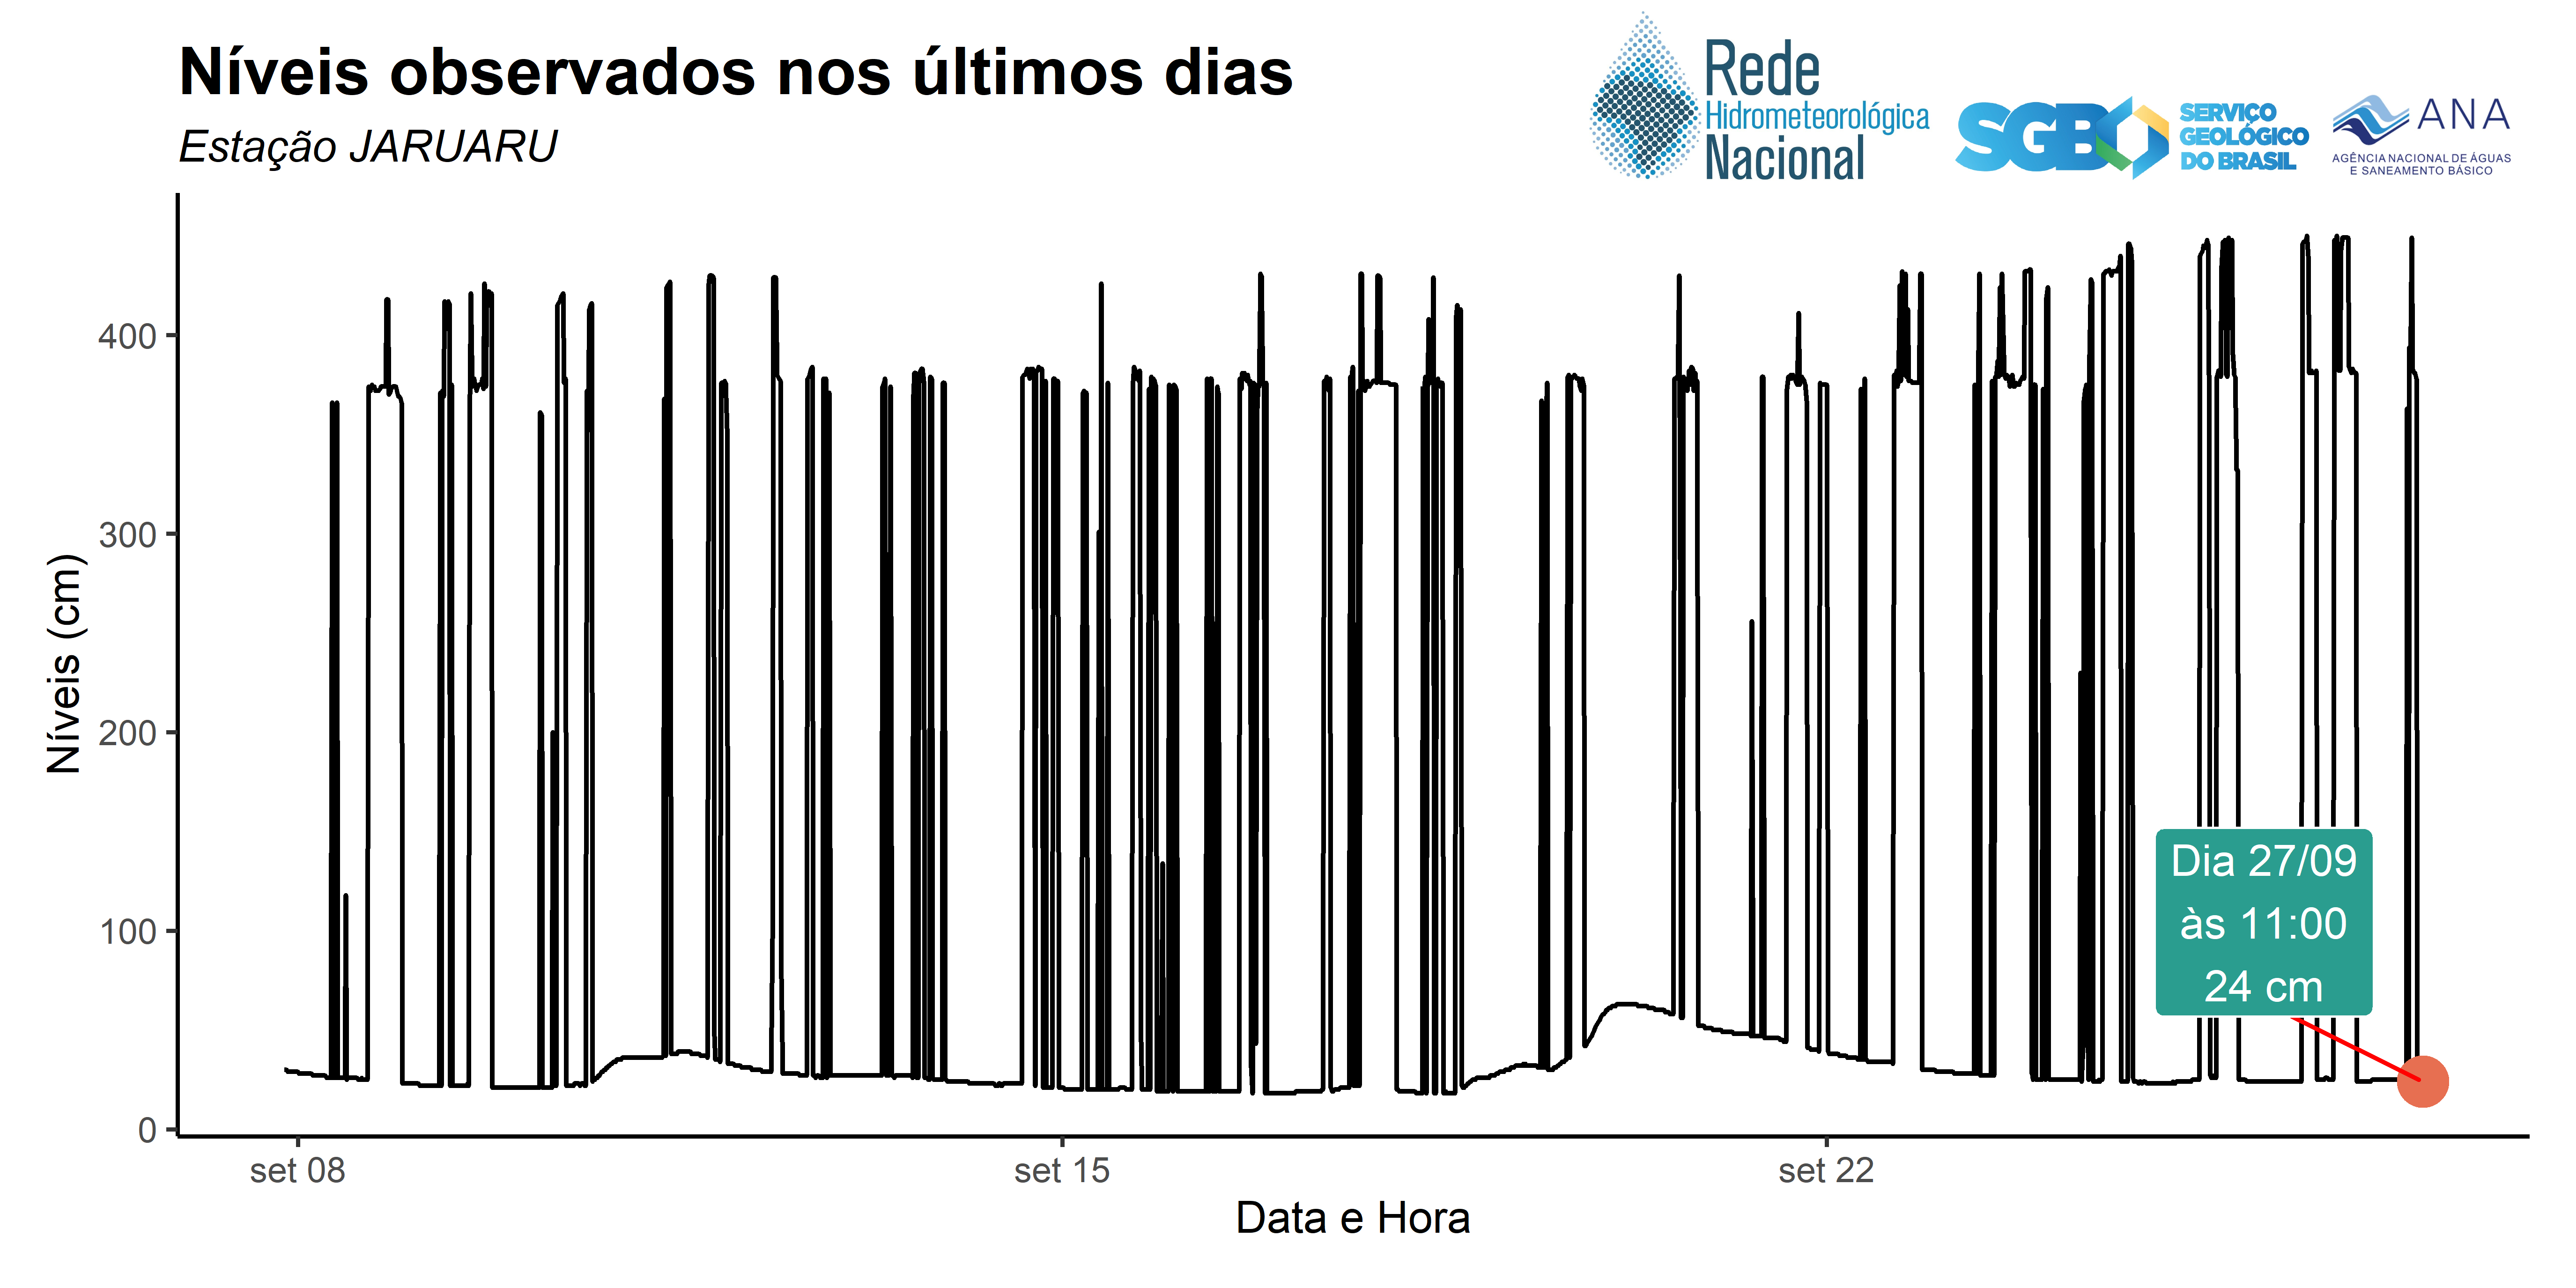 Níveis observados nos últimos dias
Estação JARUARU
Rede
Hidrometeorológica
Nacional
SGB
SERVIÇO
GEOLÓGICO
DO BRASIL
ANA
AGÊNCIA NACIONAL DE ÁGUAS
E SANEAMENTO BÁSICO
Níveis (cm)
400
300
200
100
0
Dia 27/09
às 11:00
24 cm
set 08
set 15
set 22
Data e Hora